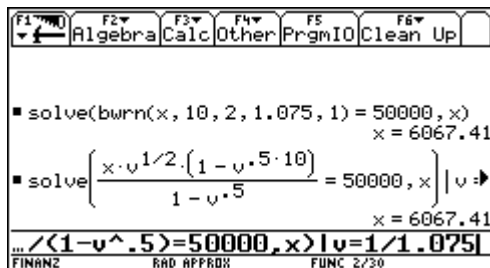 F1 F2 F3 F4 F5 F6
Algebra Calc Other PrgmIO Clean Up
▪ solve(bwrn(x,10,2,1.075,1)=50000,x)
x = 6067.41
▪ solve(x·v^1/2·(1-v^.5·10)/1-v^.5 = 50000,x)|v▶
x = 6067.41
…/(1-v^.5)=50000,x)|v=1/1.075|
FINANZ RAD APPROX FUNC 2/30